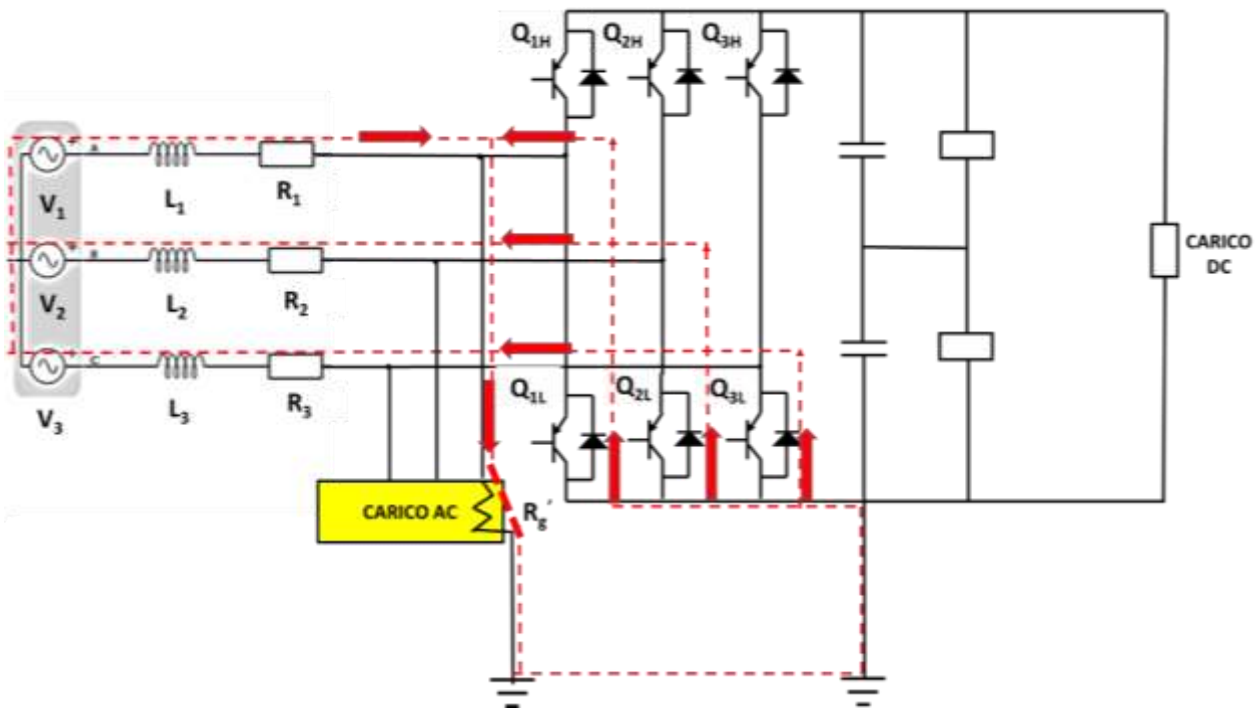 Q1H Q2H Q3H
A
V1 L1 R1
B
V2 L2 R2
C
V3 L3 R3
CARICO
DC
Q1L Q2L Q3L
CARICO AC
Rg´